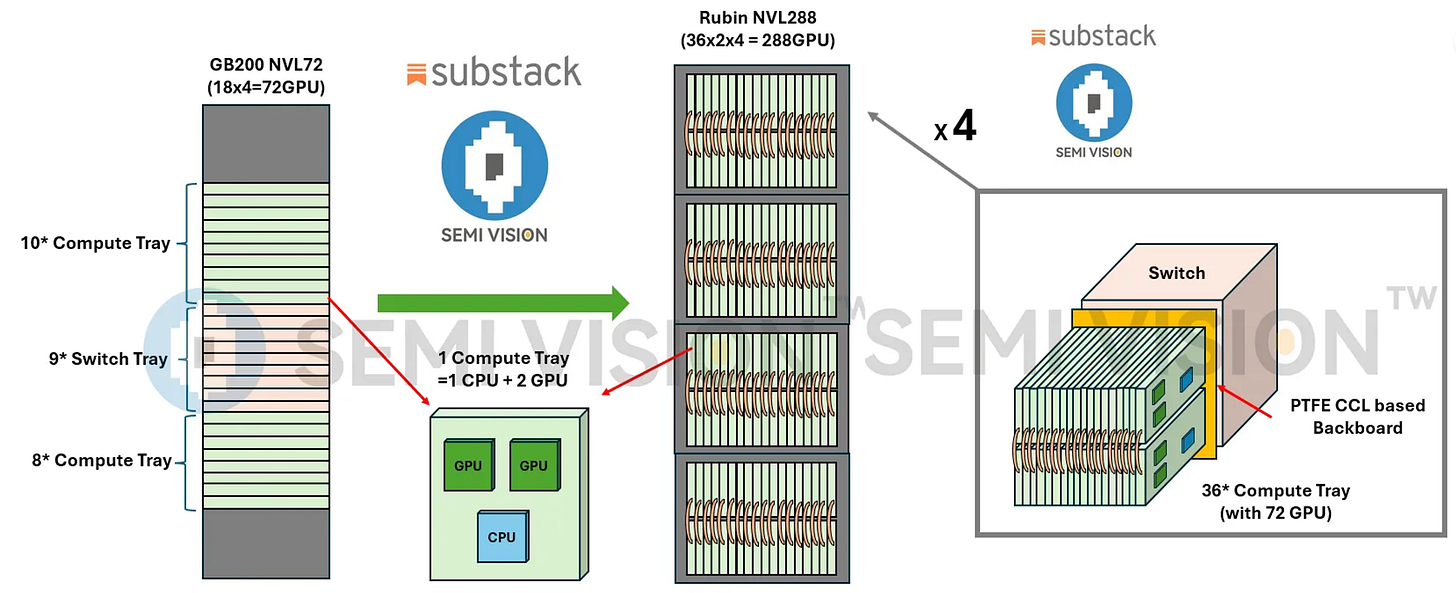 GB200 NVL72
(18x4=72GPU)
10* Compute Tray
9* Switch Tray
8* Compute Tray
substack
SEMI VISION
1 Compute Tray
=1 CPU + 2 GPU
GPU
GPU
CPU
Rubin NVL288
(36x2x4 = 288GPU)
substack
SEMI VISION
x 4
Switch
PTFE CCL based
Backboard
36* Compute Tray
(with 72 GPU)
SEMI VISION TW
SEMI VISION TW